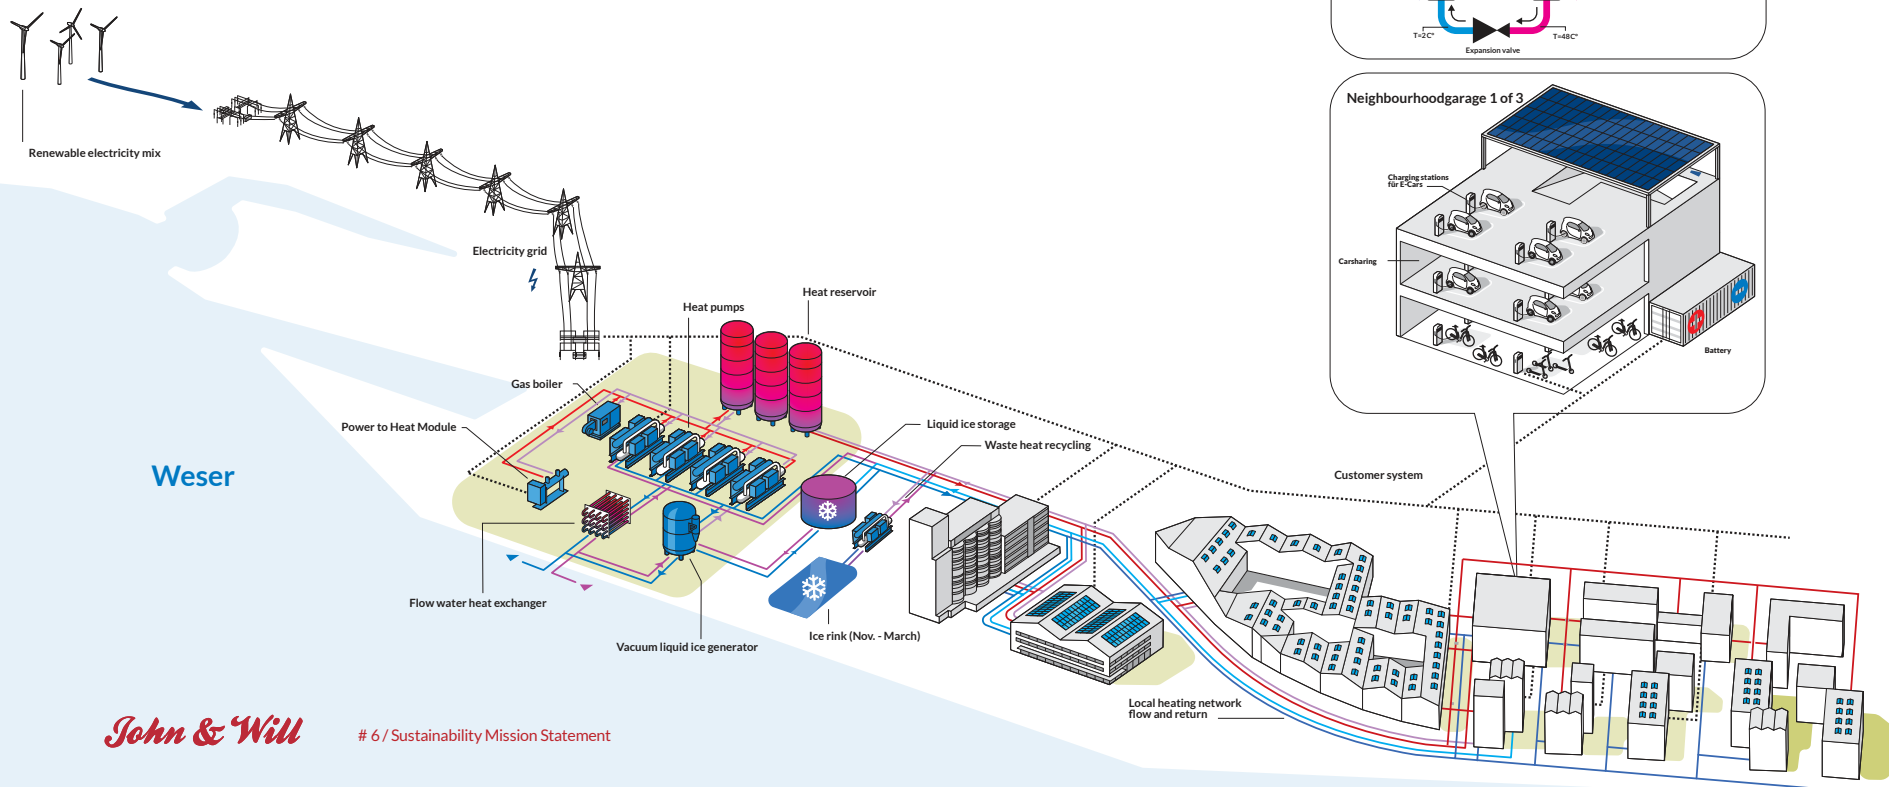 T=2C°
T=48C°
Expansion valve
Neighbourhoodgarage 1 of 3
Charging stations
für E-Cars
Carsharing
Battery
Renewable electricity mix
Electricity grid
Heat pumps
Heat reservoir
Gas boiler
Power to Heat Module
Liquid ice storage
Waste heat recycling
Customer system
Weser
Flow water heat exchanger
Vacuum liquid ice generator
Ice rink (Nov. - March)
Local heating network
flow and return
John & Will
# 6 / Sustainability Mission Statement